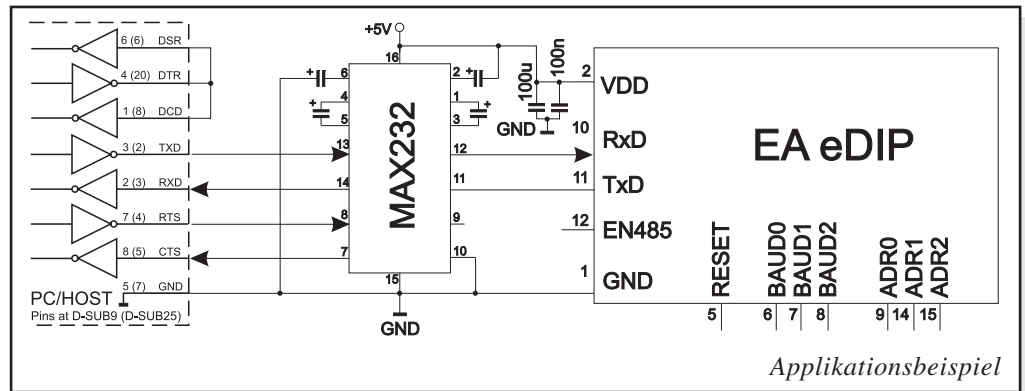 6 (6) DSR
4 (20) DTR
1 (8) DCD
3 (2) TXD
2 (3) RXD
7 (4) RTS
8 (5) CTS
5 (7) GND
PC/HOST
Pins at D-SUB9 (D-SUB25)
+5V
16
+
6
+
4
5
13
14
8
7
15
MAX232
2
+
1
+
3
12
11
9
10
GND
100u
100n
GND
2 VDD
10 RxD
11 TxD
12 EN485
1 GND
EA eDIP
RESET
BAUD0
BAUD1
BAUD2
ADR0
ADR1
ADR2
5 6 7 8 9 14 15
Applikationsbeispiel